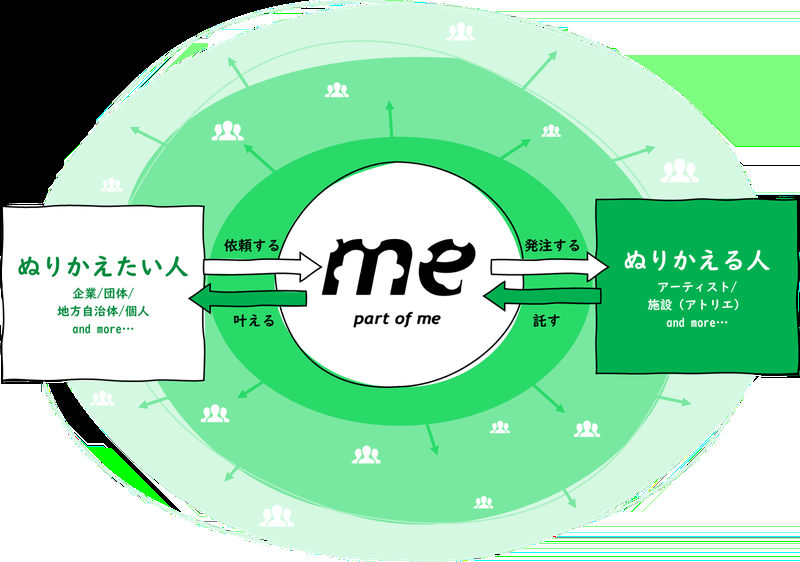 ぬりかえたい人
企業/団体/
地方自治体/個人
and more…
依頼する
叶える
me
part of me
発注する
託す
ぬりかえる人
アーティスト/
施設（アトリエ）
and more…